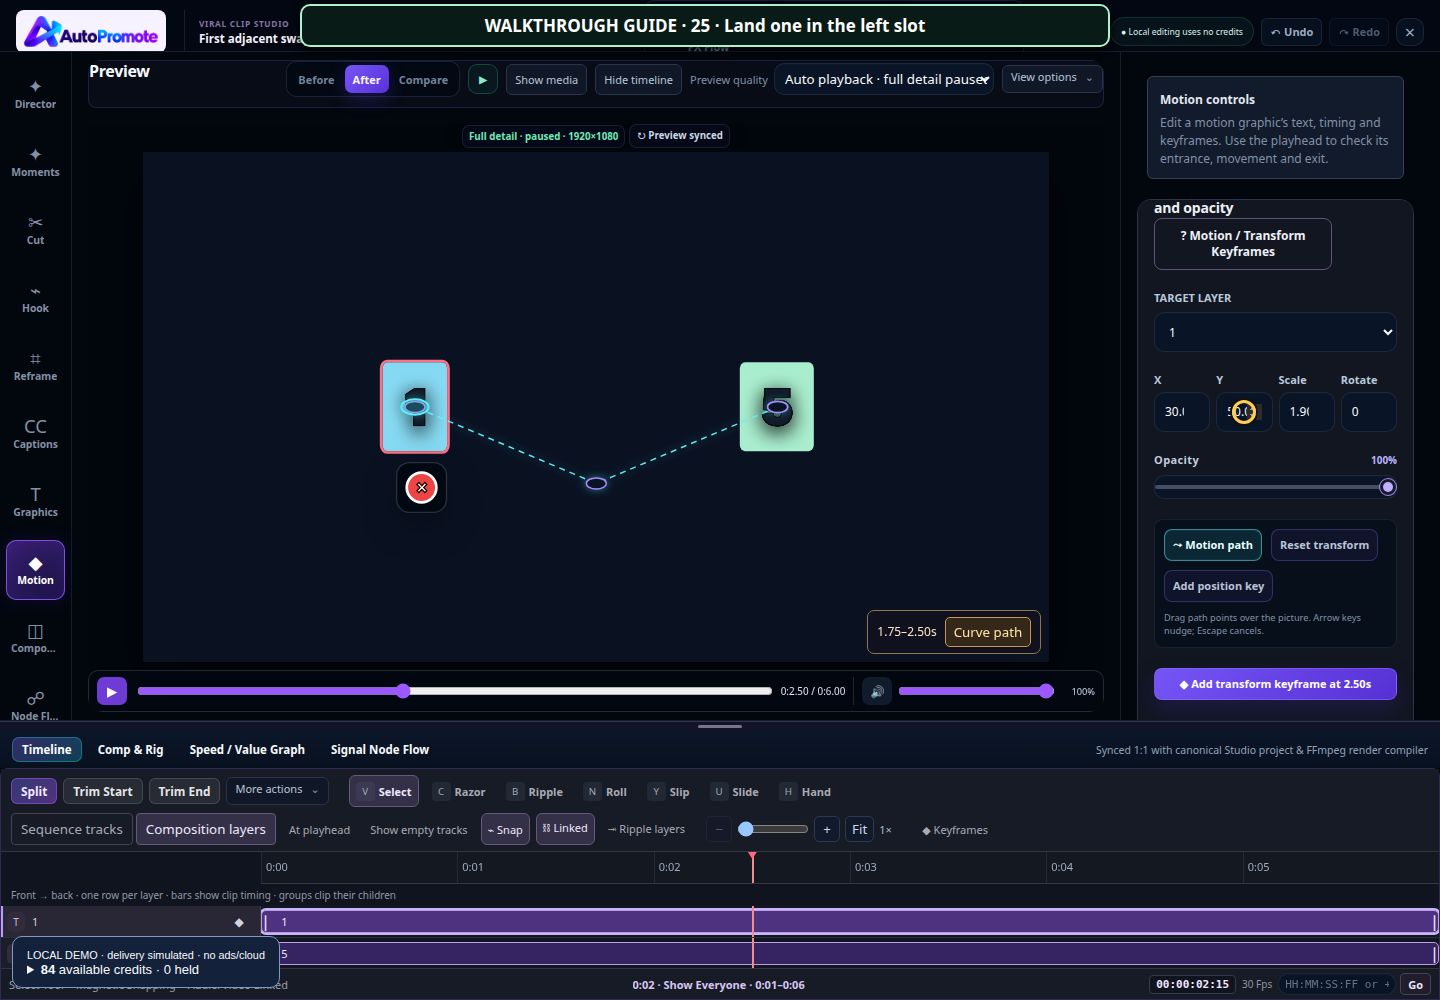 AutoPromote
VIRAL CLIP STUDIO
First adjacent swa
WALKTHROUGH GUIDE · 25 · Land one in the left slot
● Local editing uses no credits
↶ Undo
↷ Redo
✕
Director
Moments
Cut
Hook
Reframe
CC
Captions
T
Graphics
Motion
Compo...
Node Fl...
Preview
Before
After
Compare
Show media
Hide timeline
Preview quality
Auto playback · full detail paused
View options
Full detail · paused · 1920×1080
↻ Preview synced
1
5
1.75–2.50s
Curve path
0:2.50 / 0:6.00
100%
Motion controls
Edit a motion graphic's text, timing and
keyframes. Use the playhead to check its
entrance, movement and exit.
and opacity
? Motion / Transform
Keyframes
TARGET LAYER
1
X
Y
Scale
Rotate
30.
1.90
0
Opacity
100%
⤳ Motion path
Reset transform
Add position key
Drag path points over the picture. Arrow keys
nudge; Escape cancels.
◆ Add transform keyframe at 2.50s
Timeline
Comp & Rig
Speed / Value Graph
Signal Node Flow
Synced 1:1 with canonical Studio project & FFmpeg render compiler
Split
Trim Start
Trim End
More actions
V Select
C Razor
B Ripple
N Roll
Y Slip
U Slide
H Hand
Sequence tracks
Composition layers
At playhead
Show empty tracks
Snap
Linked
⇥ Ripple layers
−
+
Fit
1×
◆ Keyframes
0:00
0:01
0:02
0:03
0:04
0:05
Front → back · one row per layer · bars show clip timing · groups clip their children
T 1 ◆
1
5
LOCAL DEMO · delivery simulated · no ads/cloud
▶ 84 available credits · 0 held
0:02 · Show Everyone · 0:01–0:06
00:00:02:15
30 Fps
HH:MM:SS:FF or +
Go